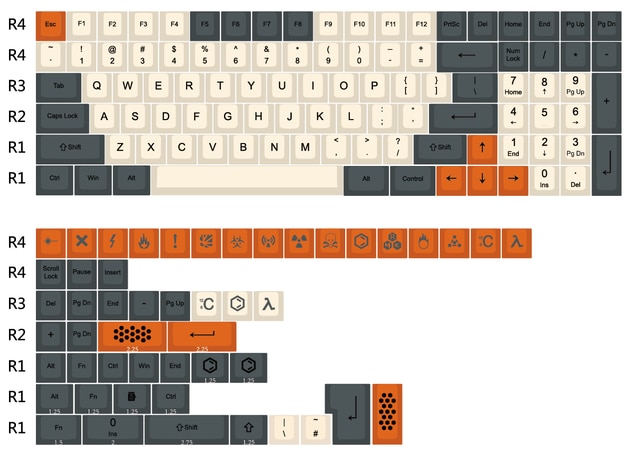 R4 Esc F1 F2 F3 F4 F5 F6 F7 F8 F9 F10 F11 F12 PrtSc Del Home End Pg Up Pg Dn
~ ! @ # $ % ^ & * ( ) _ + Num
R4 . 1 2 3 4 5 6 7 8 9 0 - = ← Lock / * -
R3 Tab Q W E R T Y U I O P { [ } ] | \ 7 Home 8 ↑ 9 Pg Up +
R2 Caps Lock A S D F G H J K L : ; " ' ↵ 4 ← 5 6 →
R1 ⇧Shift Z X C V B N M < , > . ? / ⇧Shift ↑ 1 End 2 ↓ 3 Pg Dn ↵
R1 Ctrl Win Alt Alt Control ← ↓ → 0 Ins . Del
R4 ! °C λ
R4 Scroll Lock Pause Insert
R3 Del Pg Dn End - Pg Up °C λ
R2 + Pg Dn 2.25 ↵ 2.25
R1 Alt Fn Ctrl Win End 1.25 1.25
R1 Alt 1.25 Fn 1.25 1.25 Ctrl 1.25 ↵
R1 Fn 1.5 0 Ins 2 ⇧Shift 2.75 ⇧ 1.25 | \ ~ #